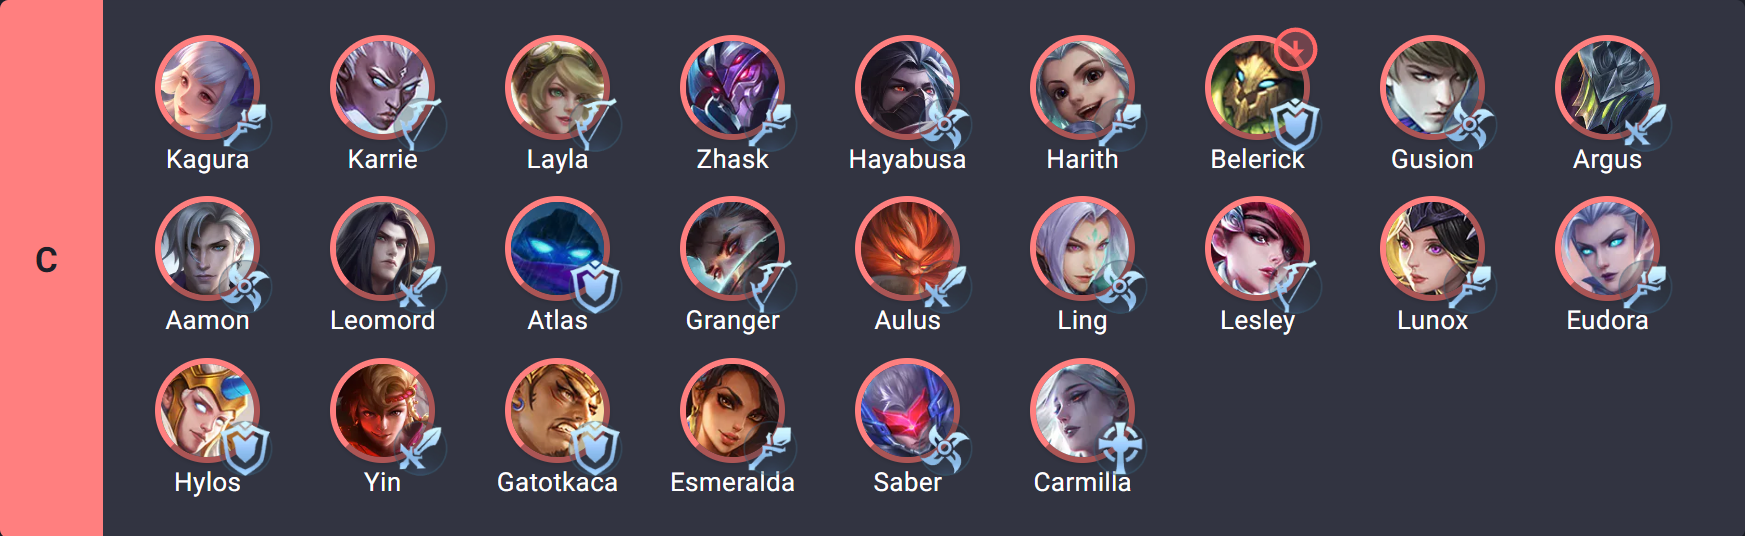 C
Kagura Karrie Layla Zhask Hayabusa Harith Belerick Gusion Argus
Aamon Leomord Atlas Granger Aulus Ling Lesley Lunox Eudora
Hylos Yin Gatotkaca Esmeralda Saber Carmilla